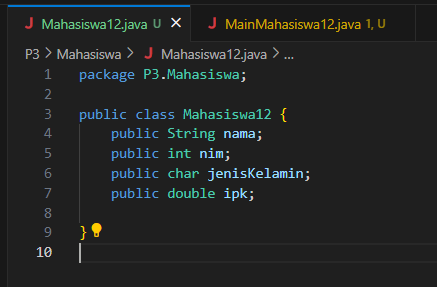 J Mahasiswa12.java U X J MainMahasiswa12.java 1, U
P3 > Mahasiswa > J Mahasiswa12.java > ...
1 package P3.Mahasiswa;
2
3 public class Mahasiswa12 {
4     public String nama;
5     public int nim;
6     public char jenisKelamin;
7     public double ipk;
8
9 }
10